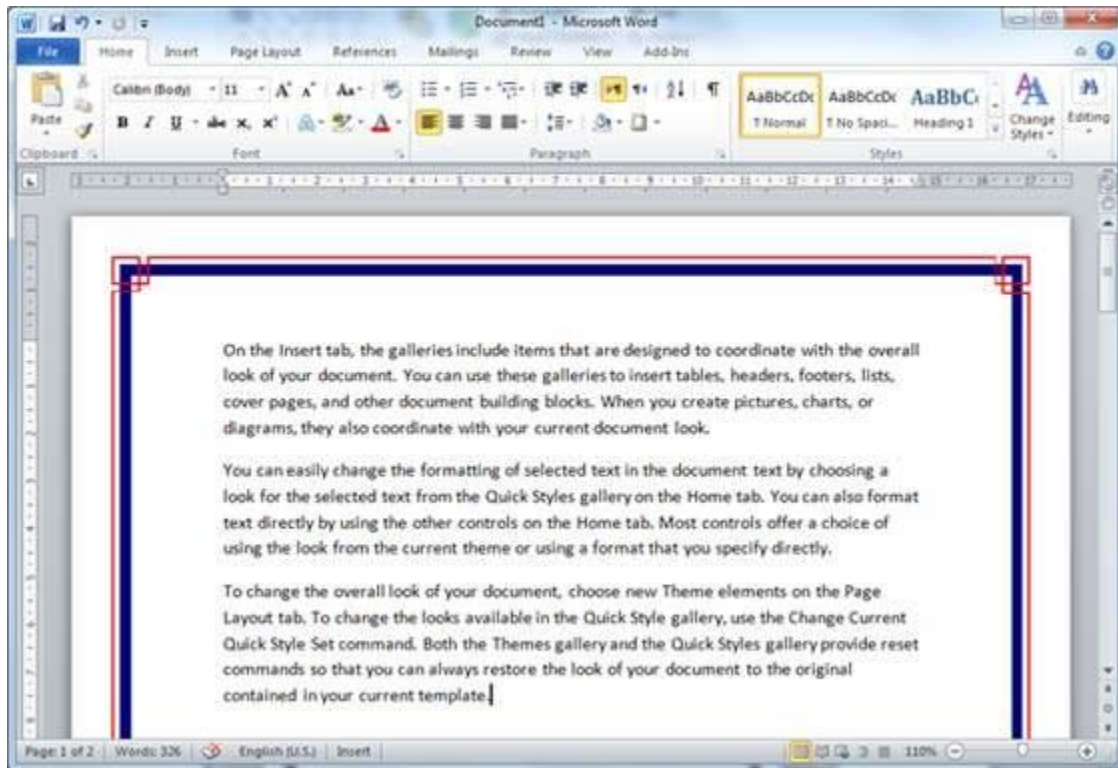 Document1 - Microsoft Word
File Home Insert Page Layout References Mailings Review View Add-Ins
Calibri (Body) 11 A A Aa
AaBbCcDc AaBbCcDc AaBbC
Paste B I U abc x, x A ¶ Normal ¶ No Spaci... Heading 1 Change Styles Editing
Clipboard Font Paragraph Styles
On the Insert tab, the galleries include items that are designed to coordinate with the overall
look of your document. You can use these galleries to insert tables, headers, footers, lists,
cover pages, and other document building blocks. When you create pictures, charts, or
diagrams, they also coordinate with your current document look.
You can easily change the formatting of selected text in the document text by choosing a
look for the selected text from the Quick Styles gallery on the Home tab. You can also format
text directly by using the other controls on the Home tab. Most controls offer a choice of
using the look from the current theme or using a format that you specify directly.
To change the overall look of your document, choose new Theme elements on the Page
Layout tab. To change the looks available in the Quick Style gallery, use the Change Current
Quick Style Set command. Both the Themes gallery and the Quick Styles gallery provide reset
commands so that you can always restore the look of your document to the original
contained in your current template.
Page: 1 of 2 Words: 326 English (U.S.) Insert 110%